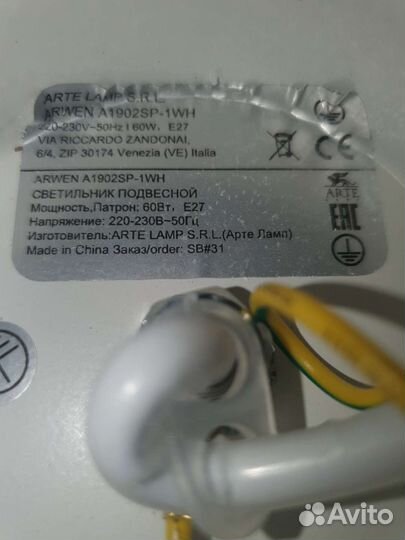 ARTE LAMP S.R.L.
ARWEN A1902SP-1WH
220-230V~50Hz I 60W, E27
VIA RICCARDO ZANDONAI,
6/4, ZIP 30174 Venezia (VE) Italia
CE
ARWEN A1902SP-1WH
СВЕТИЛЬНИК ПОДВЕСНОЙ
Мощность,Патрон: 60Вт, E27
Напряжение: 220-230В~50Гц
Изготовитель:ARTE LAMP S.R.L.(Арте Ламп)
Made in China Заказ/order: SB#31
ARTE
EAC
Avito